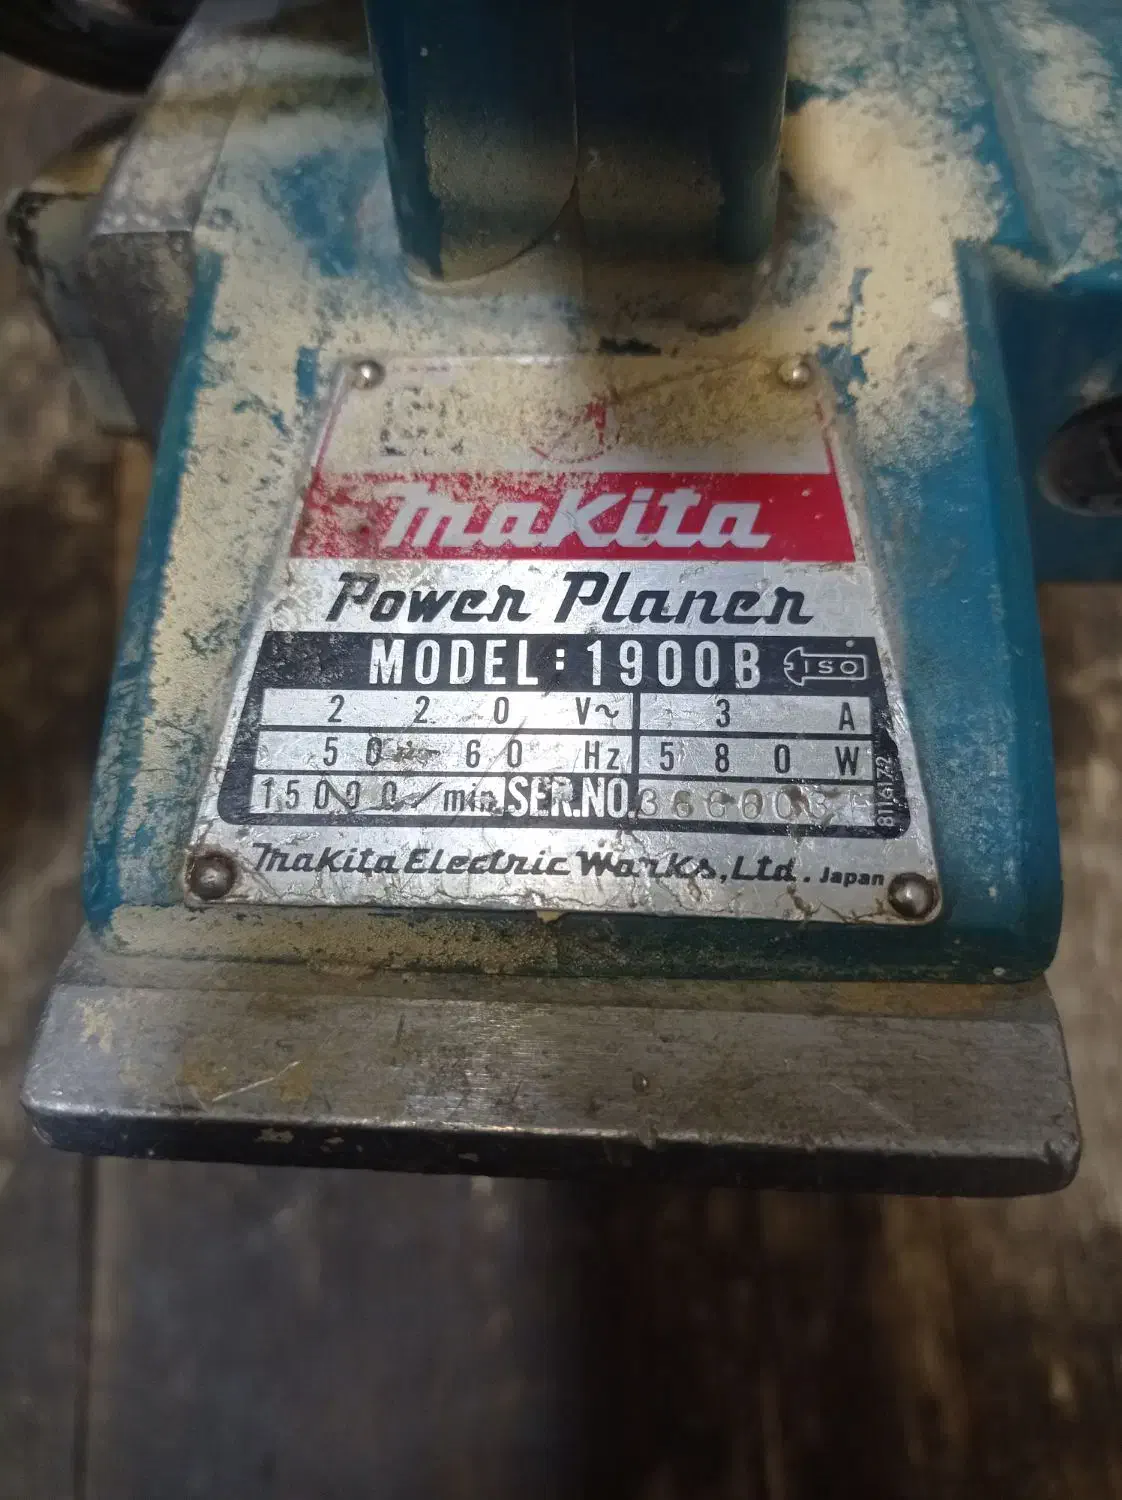 makita
Power Planer
MODEL : 1900B ISO
220 V~ 3 A
50-60 Hz 580 W
15000/min. SER.NO.
Makita Electric Works, Ltd. Japan